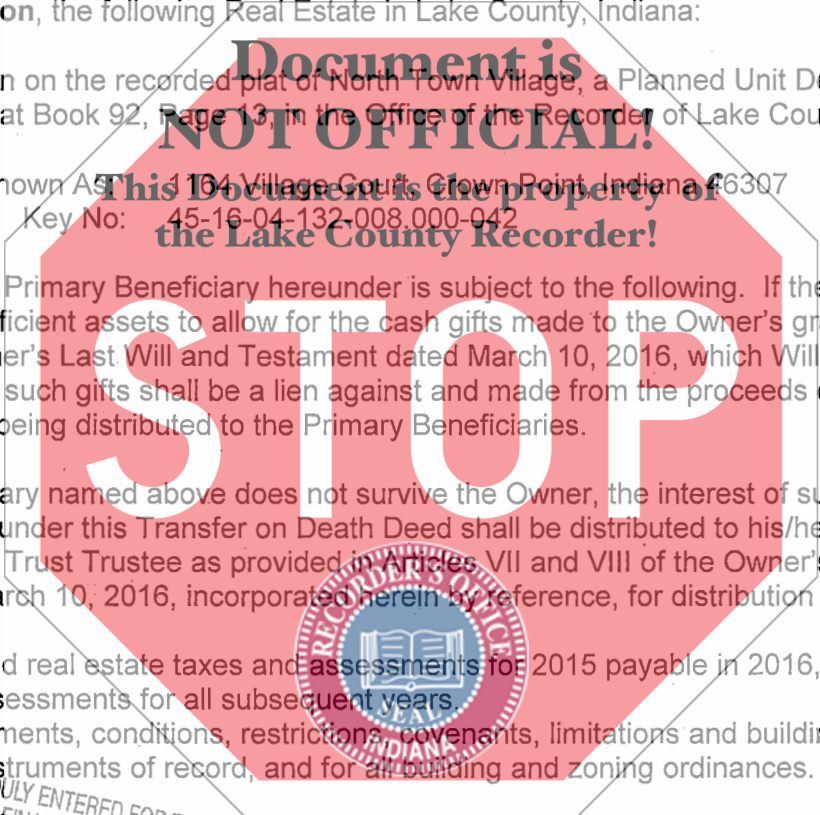 on, the following Real Estate in Lake County, Indiana:
Document is
n on the recorded plat of North Town Village, a Planned Unit De
at Book 92, Page 13, in the Office of the Recorder of Lake Cou
NOT OFFICIAL!
nown As: 1164 Village Court, Crown Point, Indiana 46307
This Document is the property of
Key No: 45-16-04-132-008.000-042
the Lake County Recorder!
Primary Beneficiary hereunder is subject to the following. If the
ficient assets to allow for the cash gifts made to the Owner's gr
er's Last Will and Testament dated March 10, 2016, which Will
such gifts shall be a lien against and made from the proceeds
being distributed to the Primary Beneficiaries.
STOP
ary named above does not survive the Owner, the interest of su
under this Transfer on Death Deed shall be distributed to his/he
Trust Trustee as provided in Articles VII and VIII of the Owner's
rch 10, 2016, incorporated herein by reference, for distribution
RECORDER'S OFFICE
d real estate taxes and assessments for 2015 payable in 2016,
sessments for all subsequent years.
SEAL
ments, conditions, restrictions, covenants, limitations and buildin
INDIANA
struments of record, and for all building and zoning ordinances.
ULY ENTERED FOR